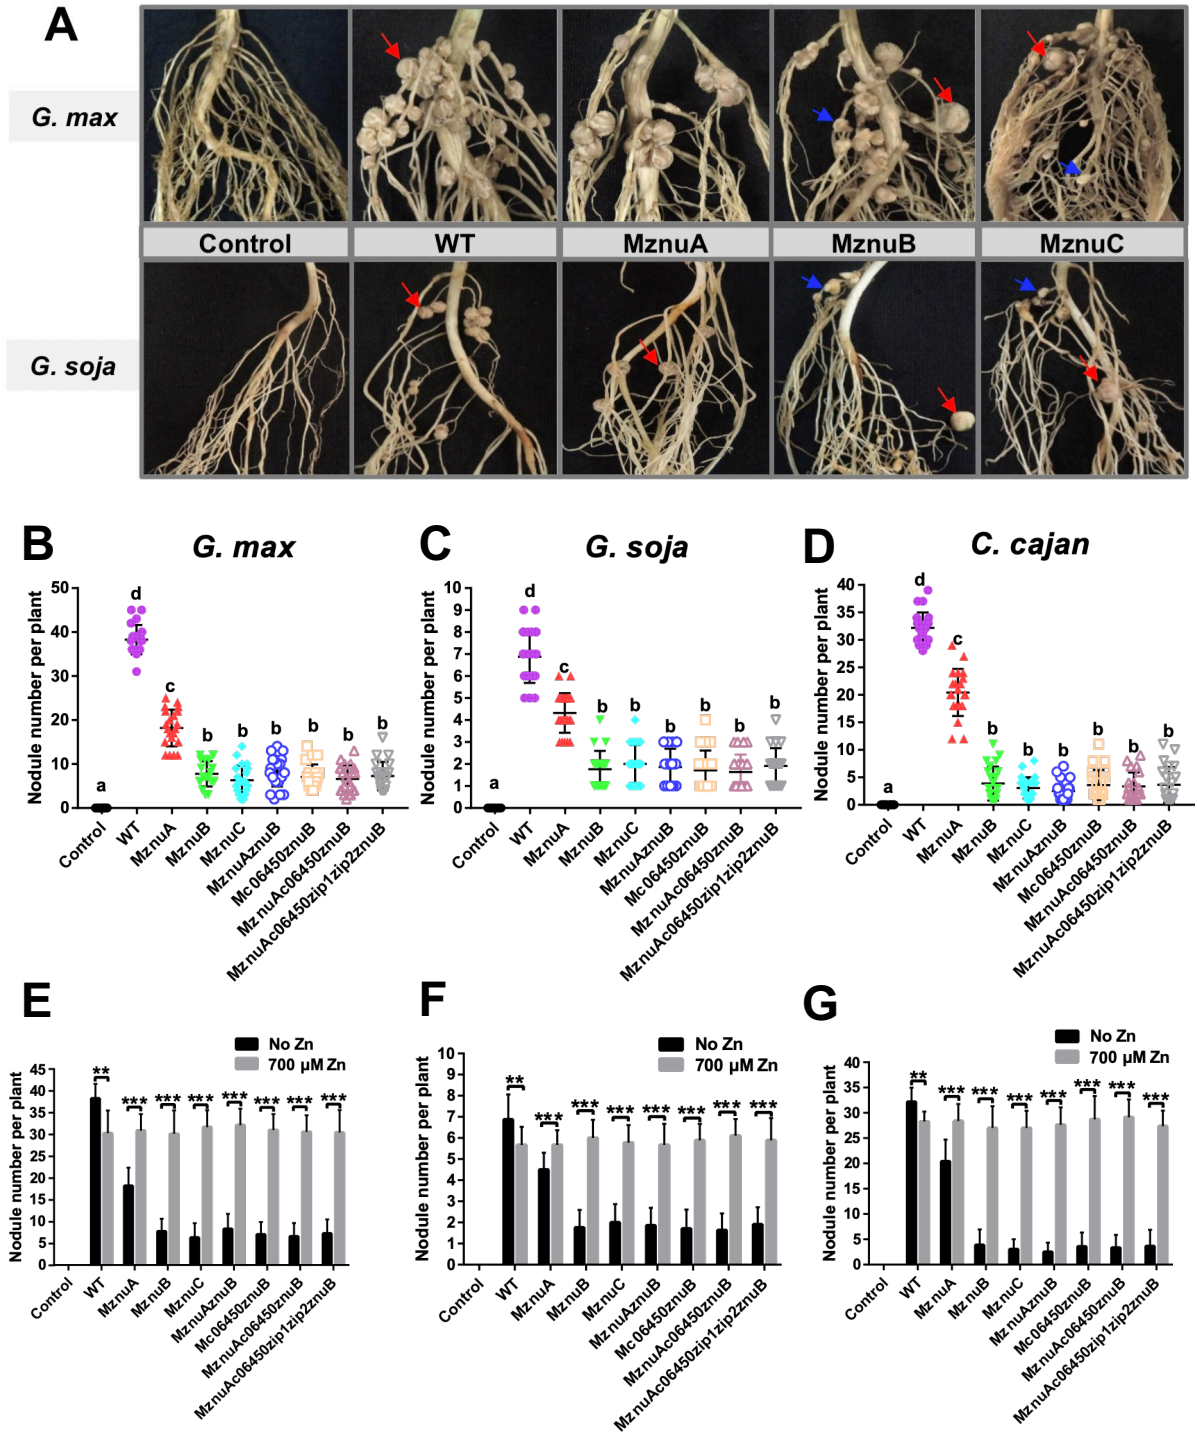 A
G. max
Control WT MznuA MznuB MznuC
G. soja
B
G. max
Nodule number per plant
50
40
30
20
10
0
a d c b b b b b b
Control
WT
MznuA
MznuB
MznuC
MznuAznuB
Mc06450znuB
MznuAc06450znuB
MznuAc06450zip1zip2znuB
C
G. soja
Nodule number per plant
10
9
8
7
6
5
4
3
2
1
0
a d c b b b b b b
Control
WT
MznuA
MznuB
MznuC
MznuAznuB
Mc06450znuB
MznuAc06450znuB
MznuAc06450zip1zip2znuB
D
C. cajan
Nodule number per plant
40
35
30
25
20
15
10
5
0
a d c b b b b b b
Control
WT
MznuA
MznuB
MznuC
MznuAznuB
Mc06450znuB
MznuAc06450znuB
MznuAc06450zip1zip2znuB
E
No Zn
700 µM Zn
Nodule number per plant
45
40
35
30
25
20
15
10
5
0
** *** *** *** *** *** *** ***
Control
WT
MznuA
MznuB
MznuC
MznuAznuB
Mc06450znuB
MznuAc06450znuB
MznuAc06450zip1zip2znuB
F
No Zn
700 µM Zn
Nodule number per plant
10
9
8
7
6
5
4
3
2
1
0
** *** *** *** *** *** *** ***
Control
WT
MznuA
MznuB
MznuC
MznuAznuB
Mc06450znuB
MznuAc06450znuB
MznuAc06450zip1zip2znuB
G
No Zn
700 µM Zn
Nodule number per plant
40
35
30
25
20
15
10
5
0
** *** *** *** *** *** *** ***
Control
WT
MznuA
MznuB
MznuC
MznuAznuB
Mc06450znuB
MznuAc06450znuB
MznuAc06450zip1zip2znuB